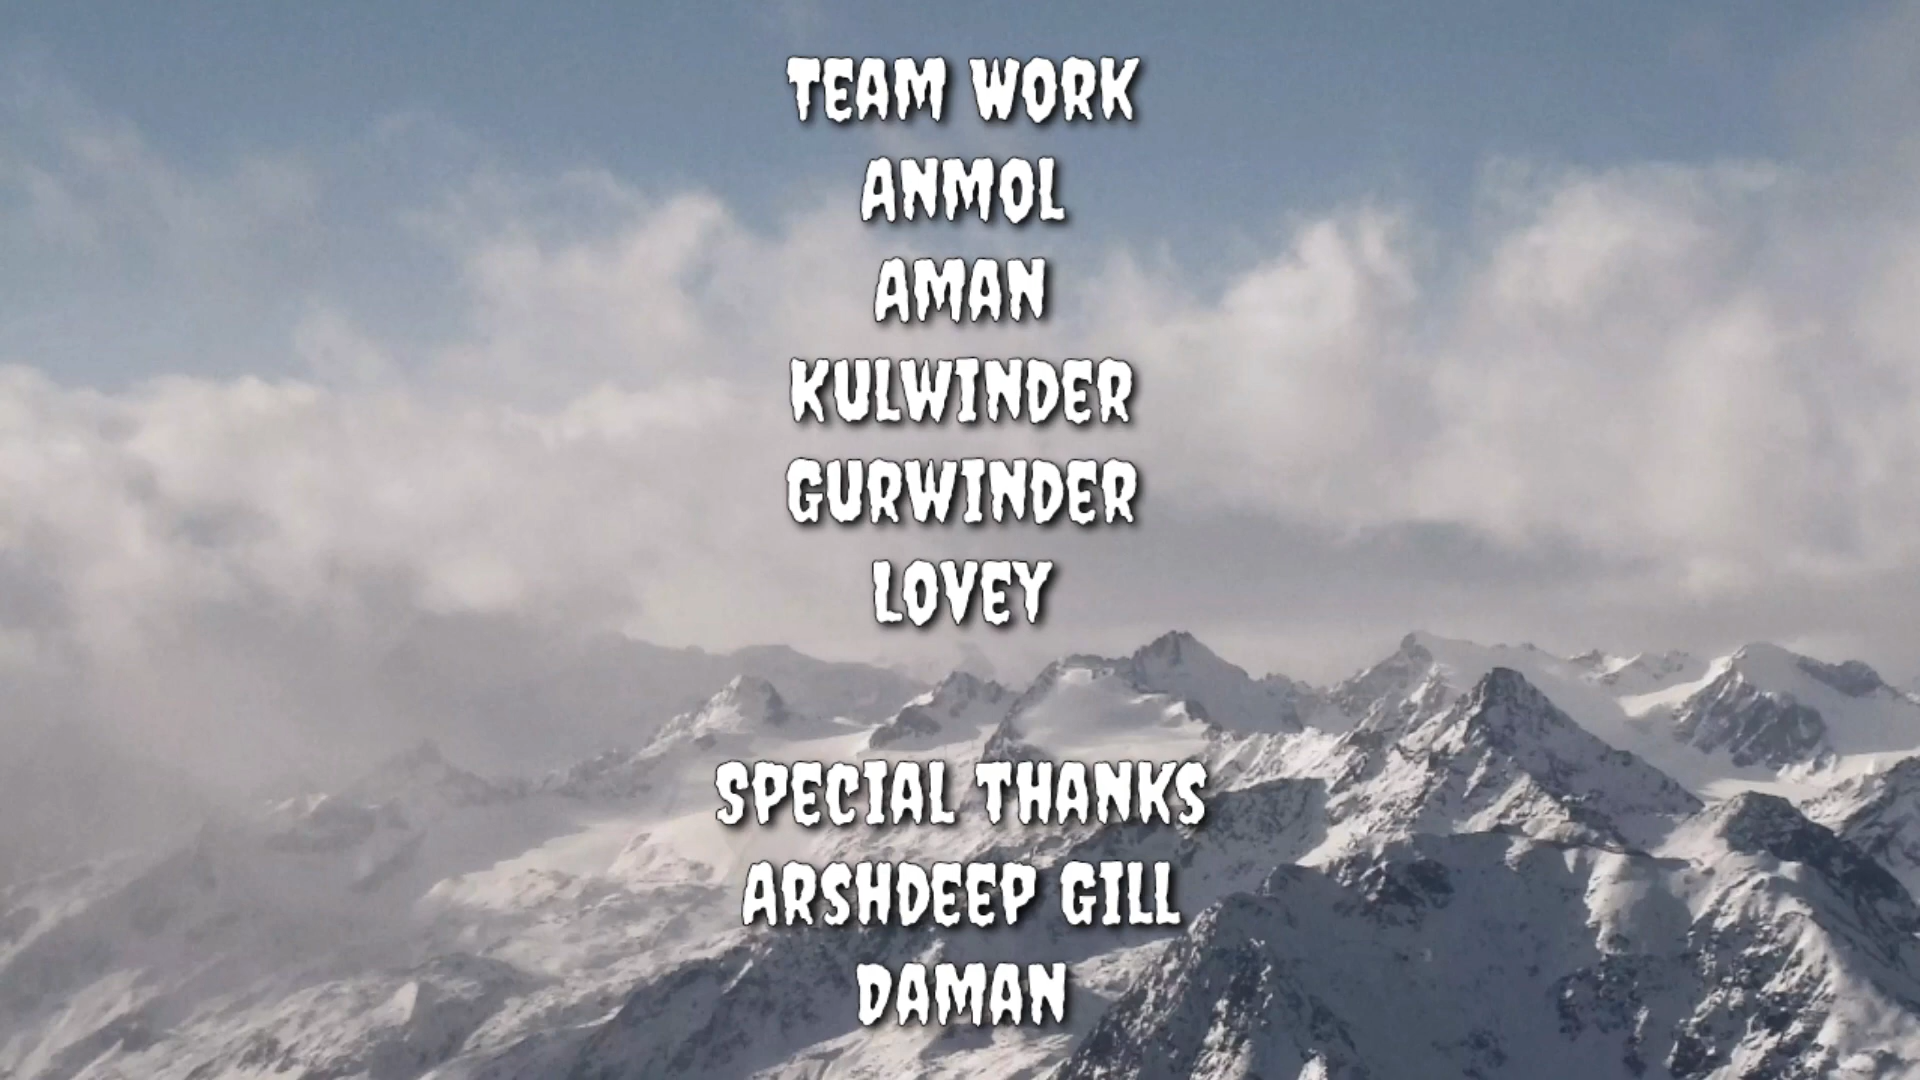 TEAM WORK
ANMOL
AMAN
KULWINDER
GURWINDER
LOVEY
SPECIAL THANKS
ARSHDEEP GILL
DAMAN